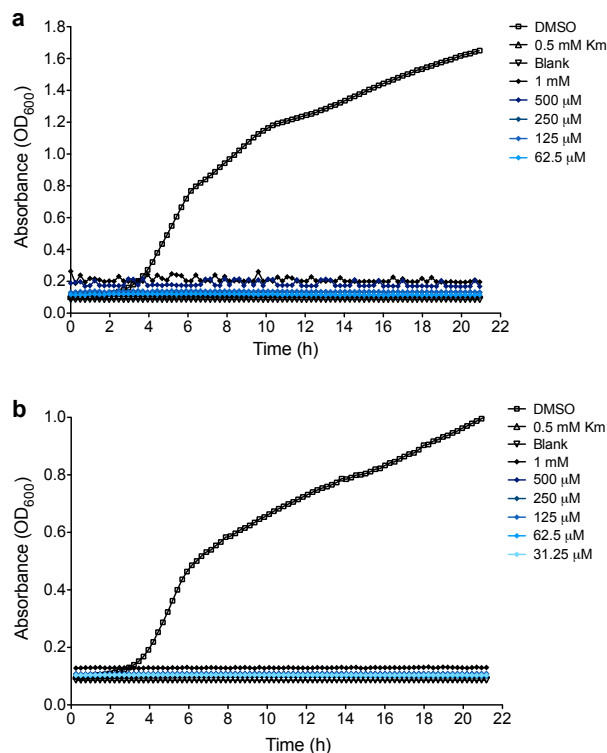 a
Absorbance (OD600)
1.8
1.6
1.4
1.2
1.0
0.8
0.6
0.4
0.2
0.0
0 2 4 6 8 10 12 14 16 18 20 22
Time (h)
DMSO
0.5 mM Km
Blank
1 mM
500 µM
250 µM
125 µM
62.5 µM
b
Absorbance (OD600)
1.0
0.8
0.6
0.4
0.2
0.0
0 2 4 6 8 10 12 14 16 18 20 22
Time (h)
DMSO
0.5 mM Km
Blank
1 mM
500 µM
250 µM
125 µM
62.5 µM
31.25 µM